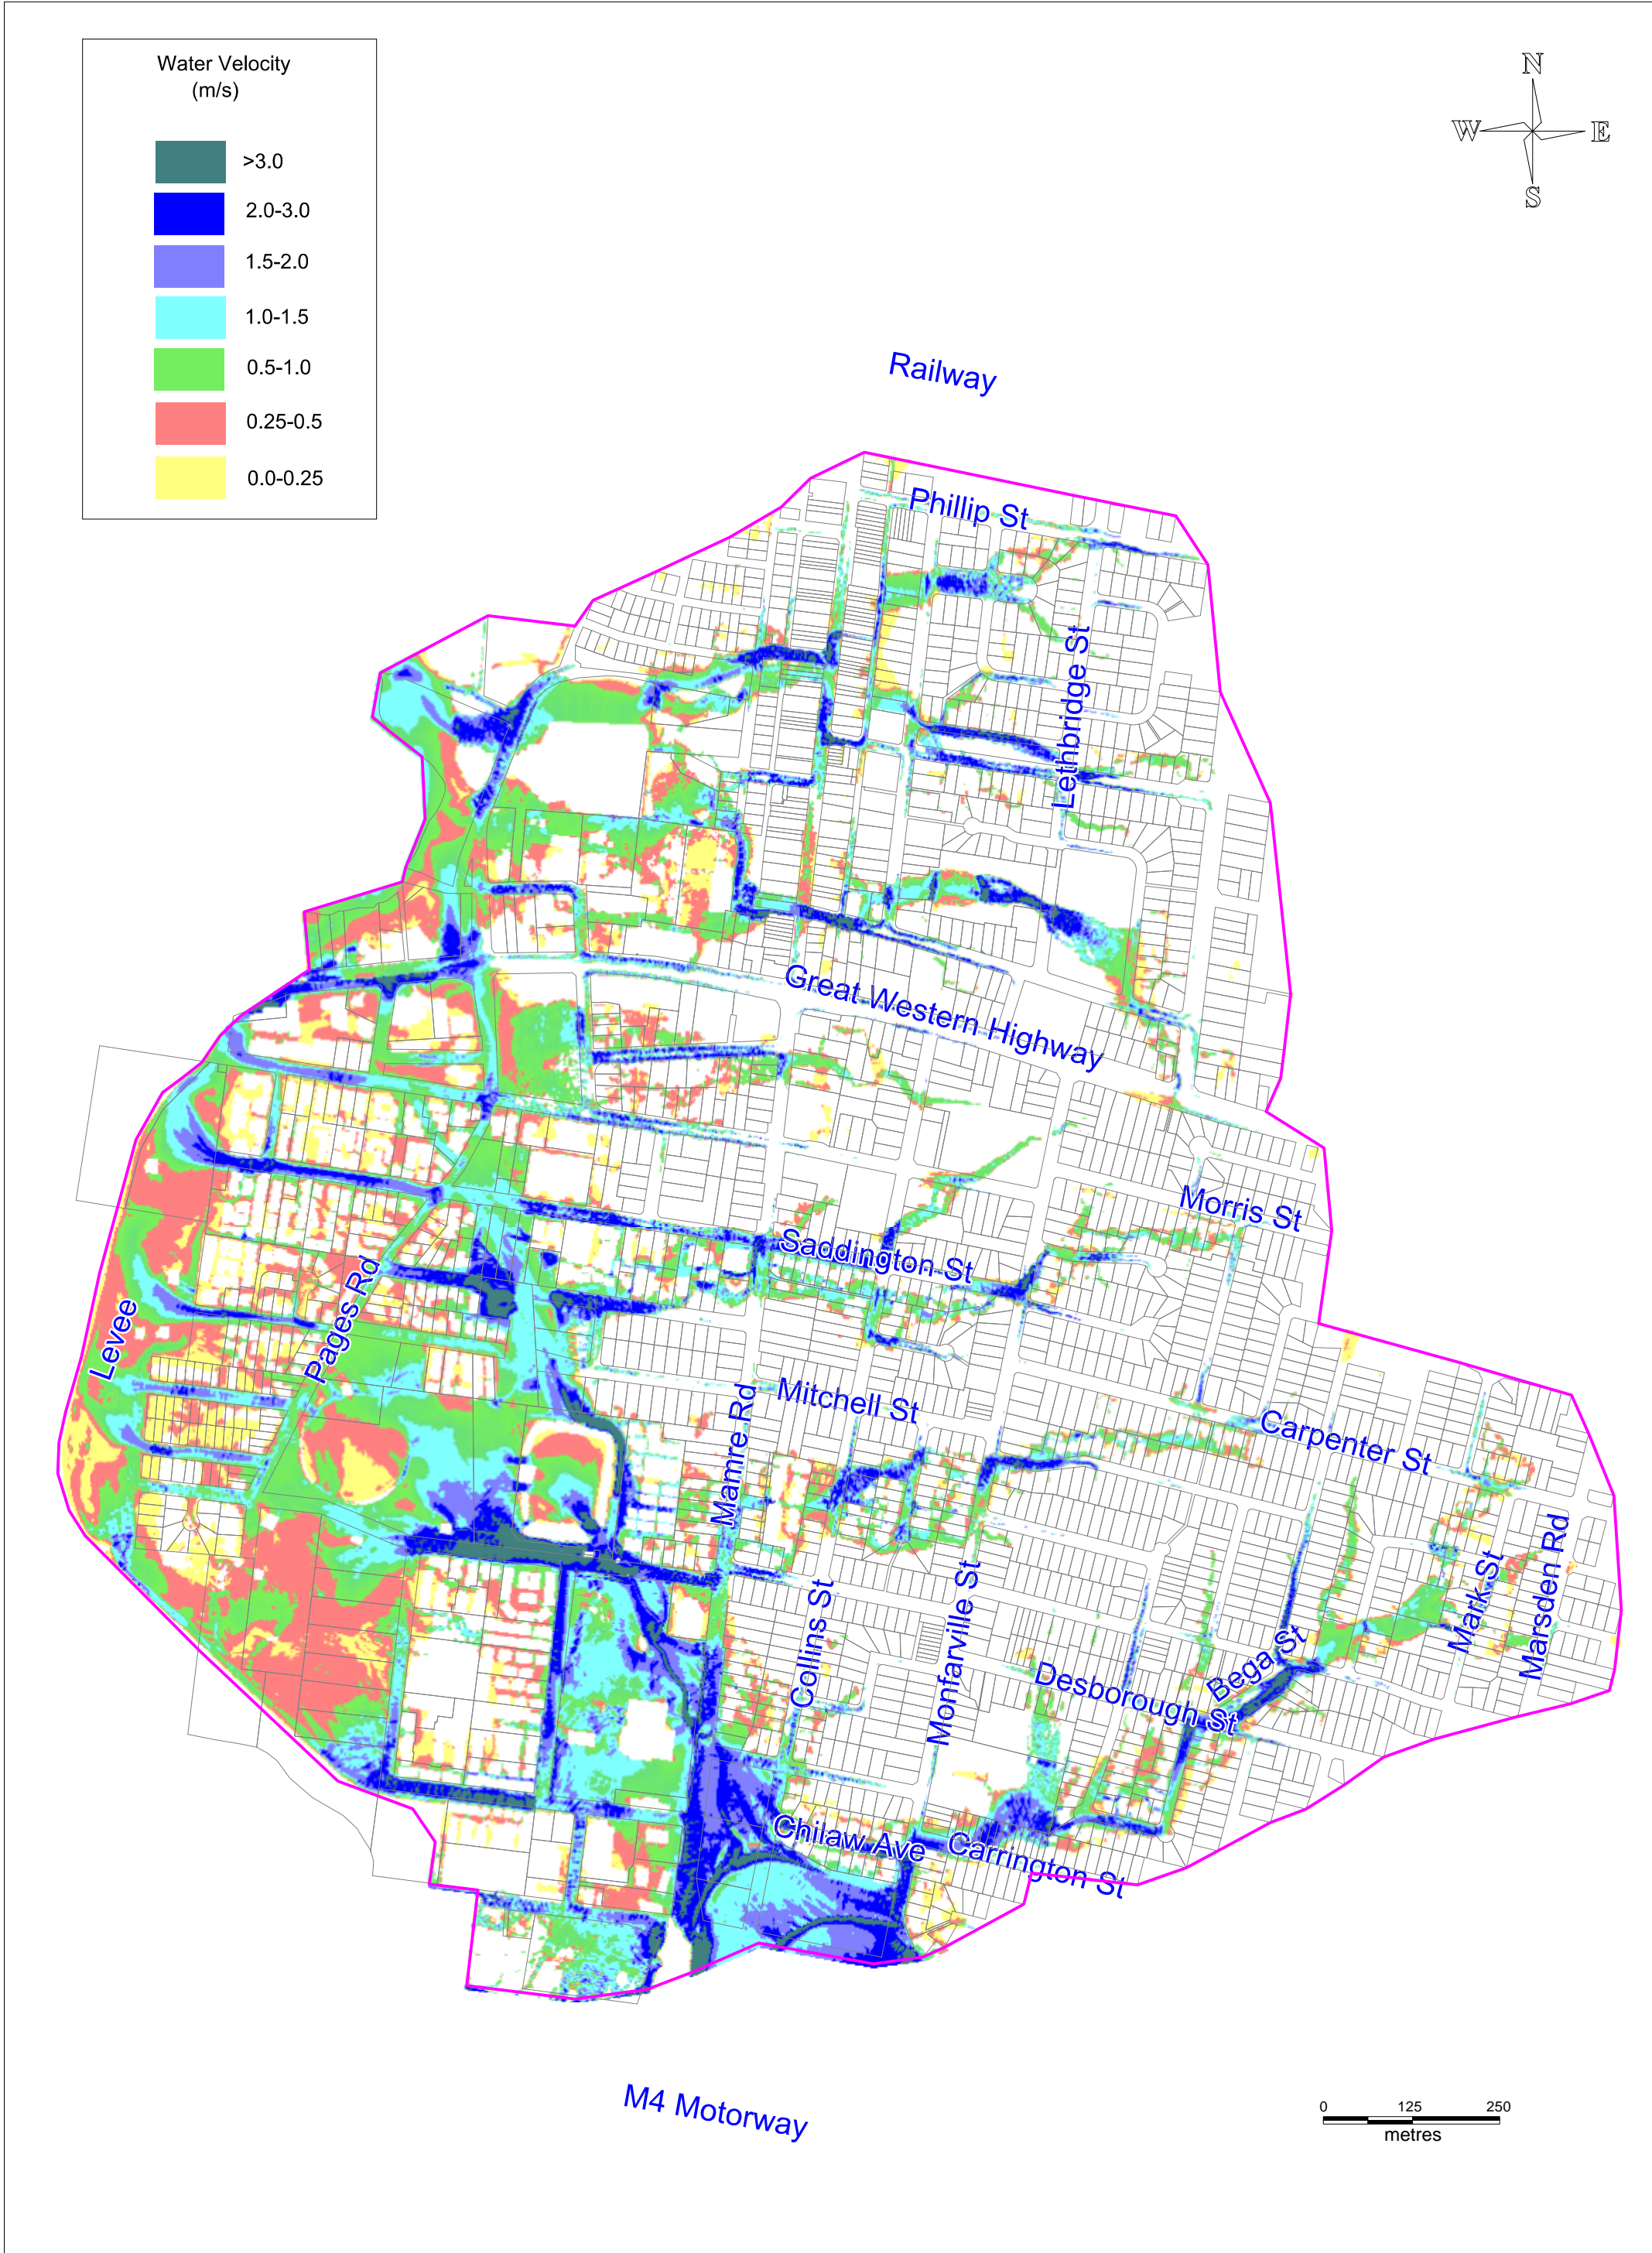 Water Velocity
(m/s)
>3.0
2.0-3.0
1.5-2.0
1.0-1.5
0.5-1.0
0.25-0.5
0.0-0.25
N
W E
S
Railway
Phillip St
Lethbridge St
Great Western Highway
Morris St
Saddington St
Pages Rd
Levee
Mitchell St
Mamre Rd
Carpenter St
Mark St
Marsden Rd
Collins St
Monfarville St
Bega St
Desborough St
Chilaw Ave
Carrington St
M4 Motorway
0 125 250
metres